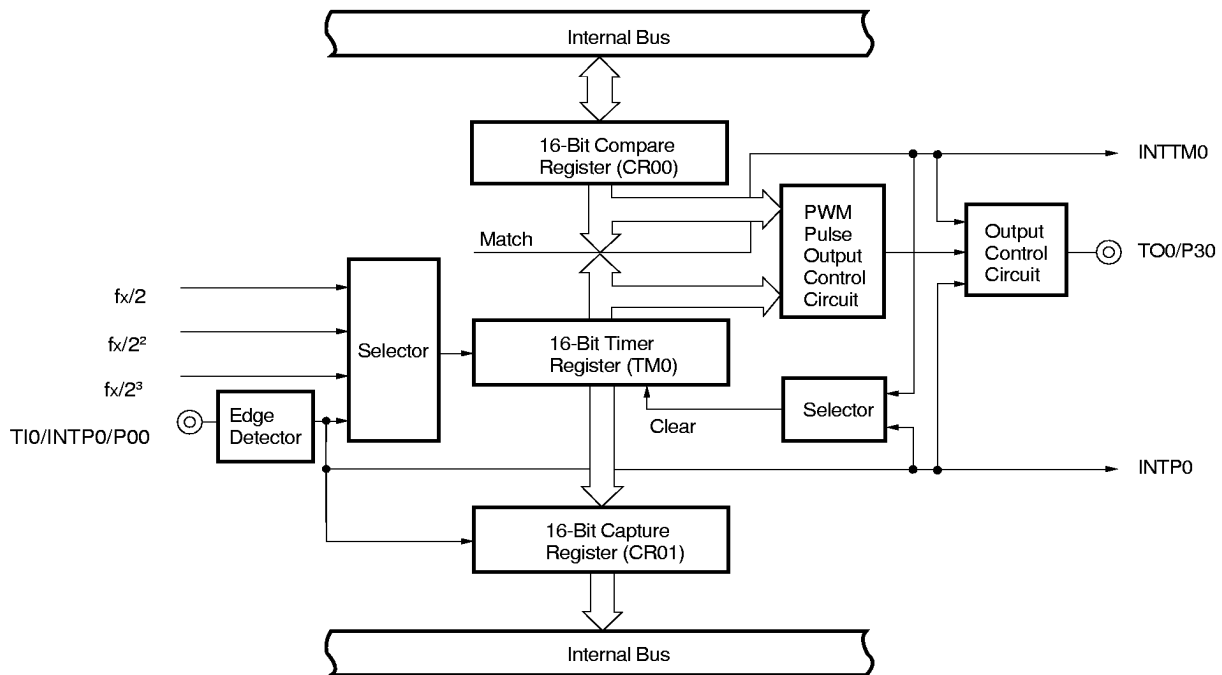 Internal Bus
16-Bit Compare
Register (CR00)
INTTM0
PWM
Pulse
Output
Control
Circuit
Output
Control
Circuit
TO0/P30
Match
fx/2
fx/2²
fx/2³
Selector
16-Bit Timer
Register (TM0)
TI0/INTP0/P00
Edge
Detector
Clear
Selector
INTP0
16-Bit Capture
Register (CR01)
Internal Bus